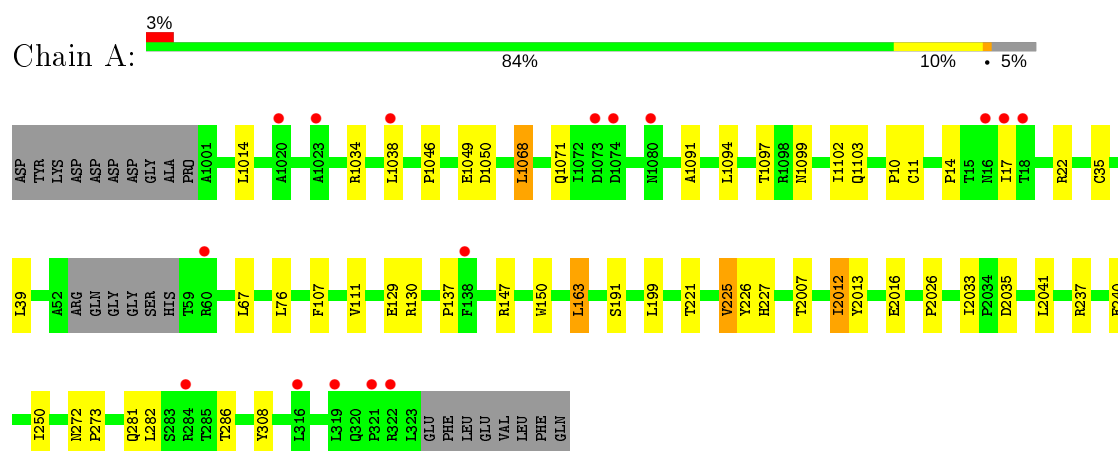 3%
Chain A:
84% 10% • 5%
ASP TYR LYS ASP ASP ASP ASP GLY ALA PRO A1001 L1014 A1020 A1023 R1034 L1038 P1046 E1049 D1050 L1068 Q1071 I1072 D1073 D1074 N1080 A1091 L1094 T1097 R1098 N1099 I1102 Q1103 P10 C11 P14 T15 N16 I17 T18 R22 C35
L39 A52 ARG GLN GLY GLY SER HIS T59 R60 L67 L76 F107 V111 E129 R130 P137 F138 R147 W150 L163 S191 L199 T221 V225 Y226 H227 T2007 I2012 Y2013 E2016 P2026 I2033 P2034 D2035 L2041 R237
I250 N272 P273 Q281 L282 S283 R284 T285 T286 Y308 L316 L319 Q320 P321 R322 L323 GLU PHE LEU GLU VAL LEU PHE GLN